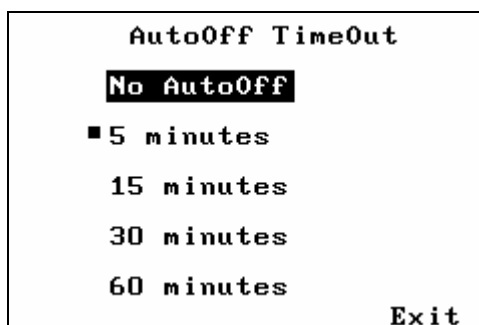 AutoOff TimeOut
No AutoOff
5 minutes
15 minutes
30 minutes
60 minutes
Exit